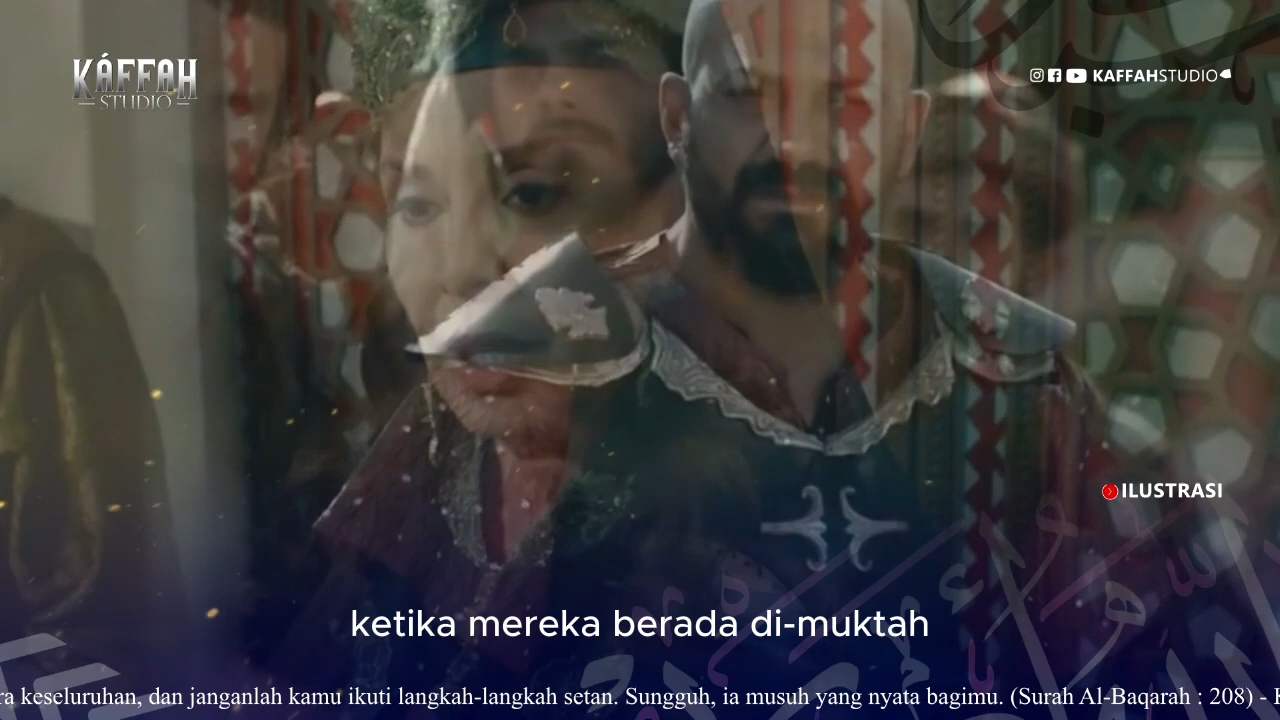 KÁFFAH
STUDIO
KAFFAHSTUDIO
ILUSTRASI
ketika mereka berada di-muktah
keseluruhan, dan janganlah kamu ikuti langkah-langkah setan. Sungguh, ia musuh yang nyata bagimu. (Surah Al-Baqarah : 208) -